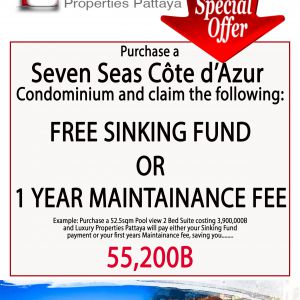 Properties Pattaya
Special
Offer
Purchase a
Seven Seas Côte d'Azur
Condominium and claim the following:
FREE SINKING FUND
OR
1 YEAR MAINTAINANCE FEE
Example: Purchase a 52.5sqm Pool view 2 Bed Suite costing 3,900,000B
and Luxury Properties Pattaya will pay either your Sinking Fund
payment or your first years Maintainance fee, saving you........
55,200B